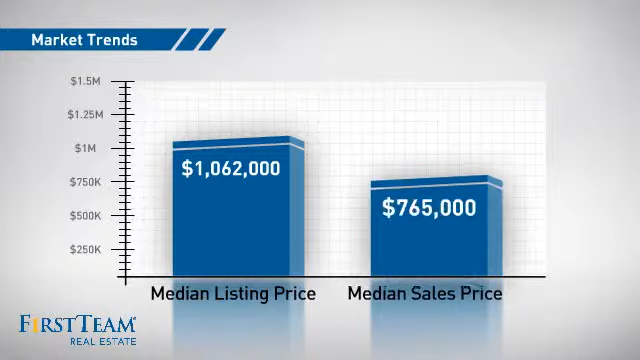 Market Trends
$1.5M
$1.25M
$1M
$750K
$500K
$250K
$1,062,000
$765,000
Median Listing Price
Median Sales Price
FIRSTTEAM®
REAL ESTATE